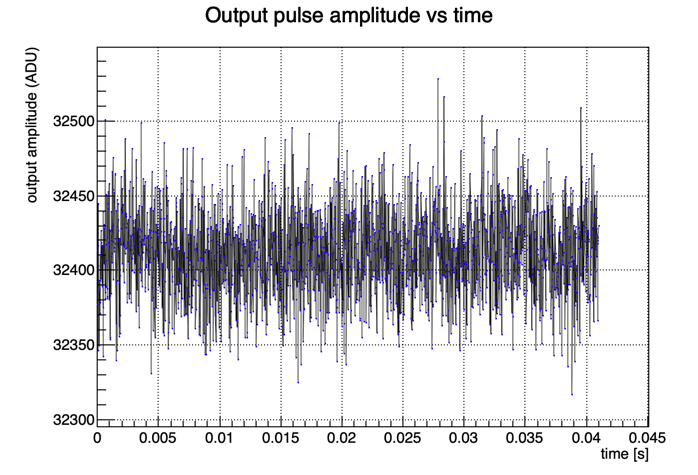 Output pulse amplitude vs time
output amplitude (ADU)
32500
32450
32400
32350
32300
0 0.005 0.01 0.015 0.02 0.025 0.03 0.035 0.04 0.045
time [s]